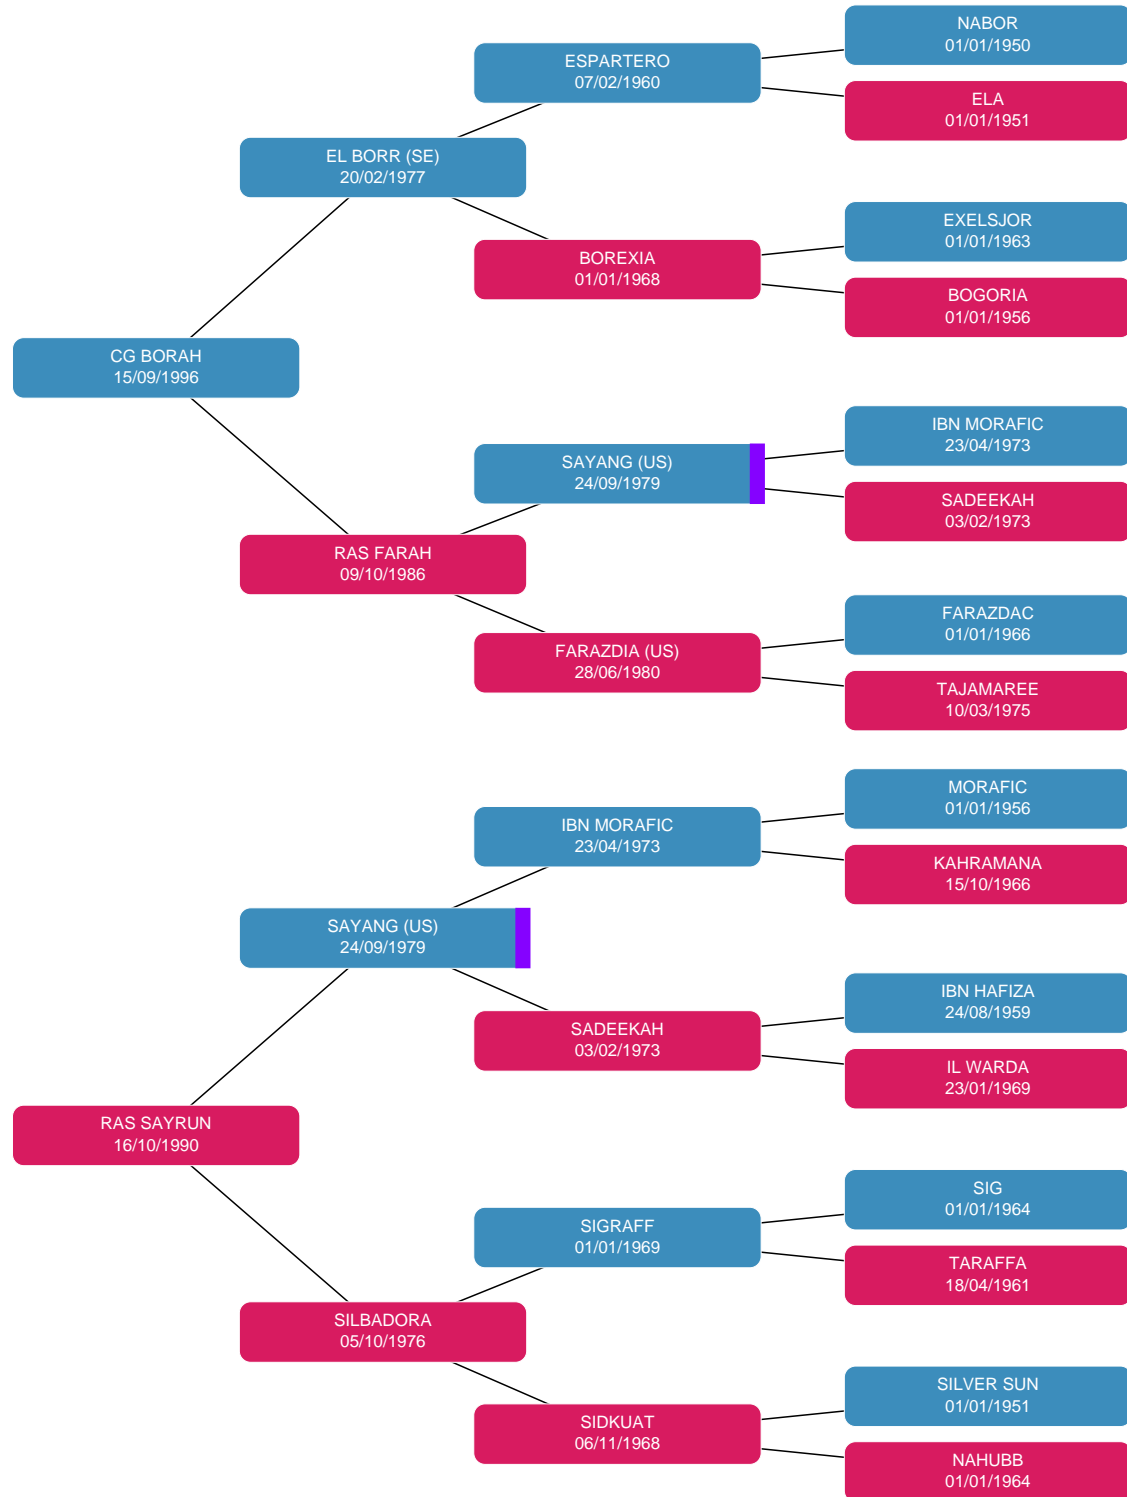 NABOR
01/01/1950
ESPARTERO
07/02/1960
ELA
01/01/1951
EL BORR (SE)
20/02/1977
EXELSJOR
01/01/1963
BOREXIA
01/01/1968
BOGORIA
01/01/1956
CG BORAH
15/09/1996
IBN MORAFIC
23/04/1973
SAYANG (US)
24/09/1979
SADEEKAH
03/02/1973
RAS FARAH
09/10/1986
FARAZDAC
01/01/1966
FARAZDIA (US)
28/06/1980
TAJAMAREE
10/03/1975
MORAFIC
01/01/1956
IBN MORAFIC
23/04/1973
KAHRAMANA
15/10/1966
SAYANG (US)
24/09/1979
IBN HAFIZA
24/08/1959
SADEEKAH
03/02/1973
IL WARDA
23/01/1969
RAS SAYRUN
16/10/1990
SIG
01/01/1964
SIGRAFF
01/01/1969
TARAFFA
18/04/1961
SILBADORA
05/10/1976
SILVER SUN
01/01/1951
SIDKUAT
06/11/1968
NAHUBB
01/01/1964